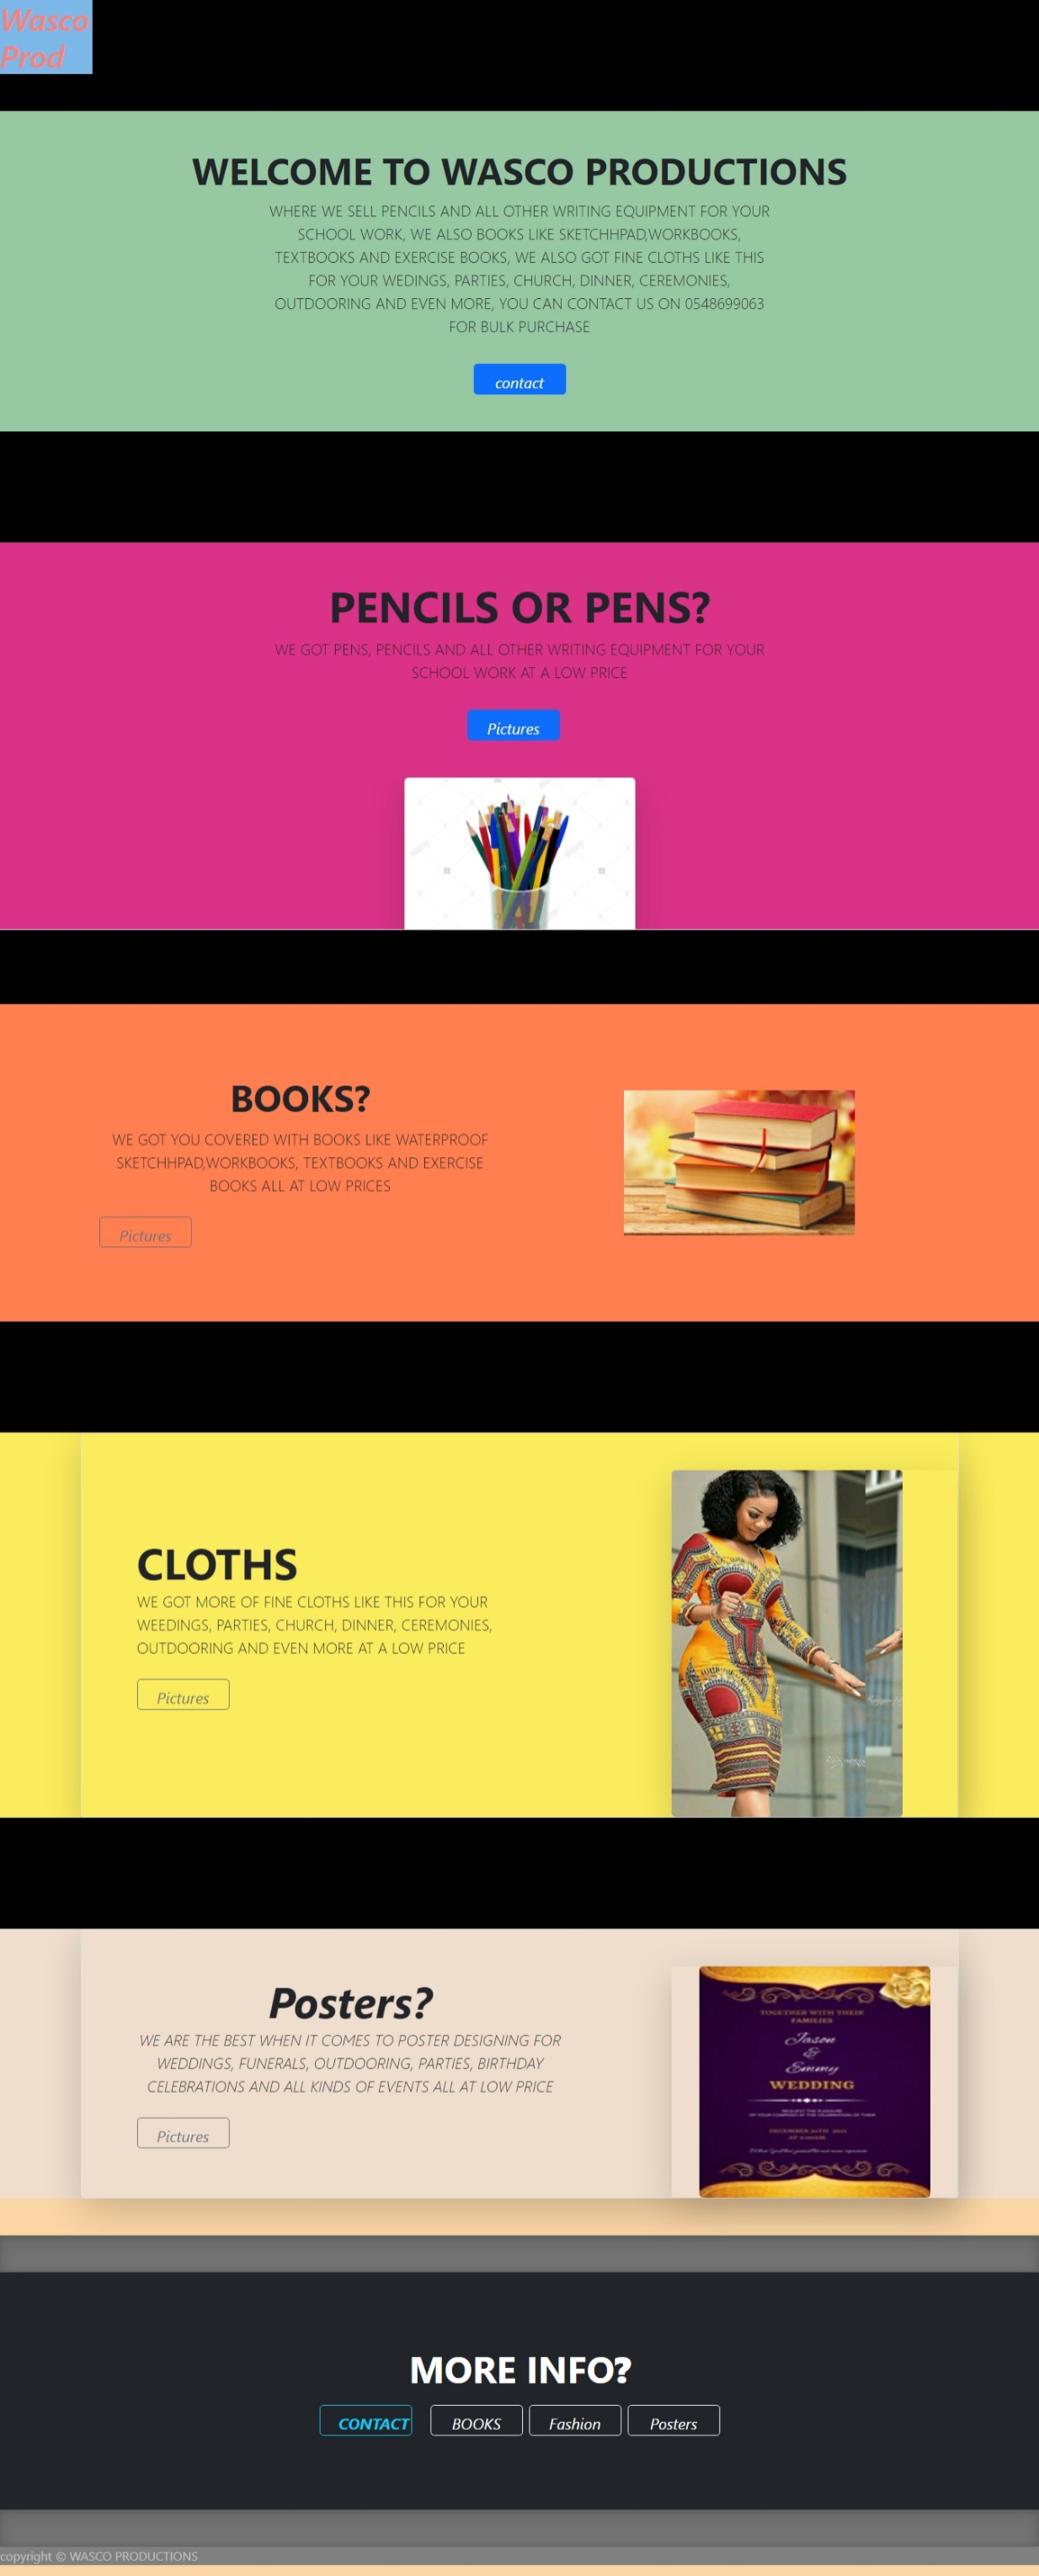 Wasco
Prod
WELCOME TO WASCO PRODUCTIONS
WHERE WE SELL PENCILS AND ALL OTHER WRITING EQUIPMENT FOR YOUR
SCHOOL WORK, WE ALSO BOOKS LIKE SKETCHHPAD,WORKBOOKS,
TEXTBOOKS AND EXERCISE BOOKS, WE ALSO GOT FINE CLOTHS LIKE THIS
FOR YOUR WEDINGS, PARTIES, CHURCH, DINNER, CEREMONIES,
OUTDOORING AND EVEN MORE, YOU CAN CONTACT US ON 0548699063
FOR BULK PURCHASE
contact
PENCILS OR PENS?
WE GOT PENS, PENCILS AND ALL OTHER WRITING EQUIPMENT FOR YOUR
SCHOOL WORK AT A LOW PRICE
Pictures
BOOKS?
WE GOT YOU COVERED WITH BOOKS LIKE WATERPROOF
SKETCHHPAD,WORKBOOKS, TEXTBOOKS AND EXERCISE
BOOKS ALL AT LOW PRICES
Pictures
CLOTHS
WE GOT MORE OF FINE CLOTHS LIKE THIS FOR YOUR
WEEDINGS, PARTIES, CHURCH, DINNER, CEREMONIES,
OUTDOORING AND EVEN MORE AT A LOW PRICE
Pictures
Posters?
WE ARE THE BEST WHEN IT COMES TO POSTER DESIGNING FOR
WEDDINGS, FUNERALS, OUTDOORING, PARTIES, BIRTHDAY
CELEBRATIONS AND ALL KINDS OF EVENTS ALL AT LOW PRICE
Pictures
TOGETHER WITH THEIR
FAMILIES
Jason
&
Emmy
WEDDING
MORE INFO?
CONTACT BOOKS Fashion Posters
copyright © WASCO PRODUCTIONS